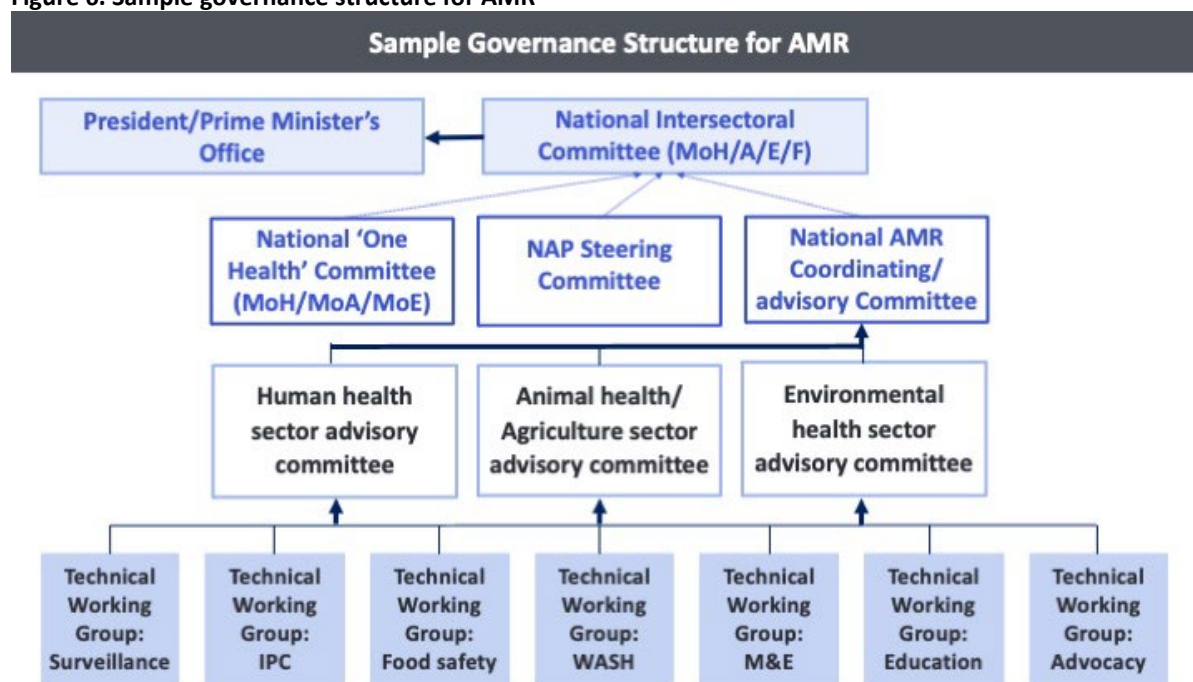 Figure 6. Sample governance structure for AMR
Sample Governance Structure for AMR
President/Prime Minister's
Office
National Intersectoral
Committee (MoH/A/E/F)
National 'One
Health' Committee
(MoH/MoA/MoE)
NAP Steering
Committee
National AMR
Coordinating/
advisory Committee
Human health
sector advisory
committee
Animal health/
Agriculture sector
advisory committee
Environmental
health sector
advisory committee
Technical
Working
Group:
Surveillance
Technical
Working
Group:
IPC
Technical
Working
Group:
Food safety
Technical
Working
Group:
WASH
Technical
Working
Group:
M&E
Technical
Working
Group:
Education
Technical
Working
Group:
Advocacy